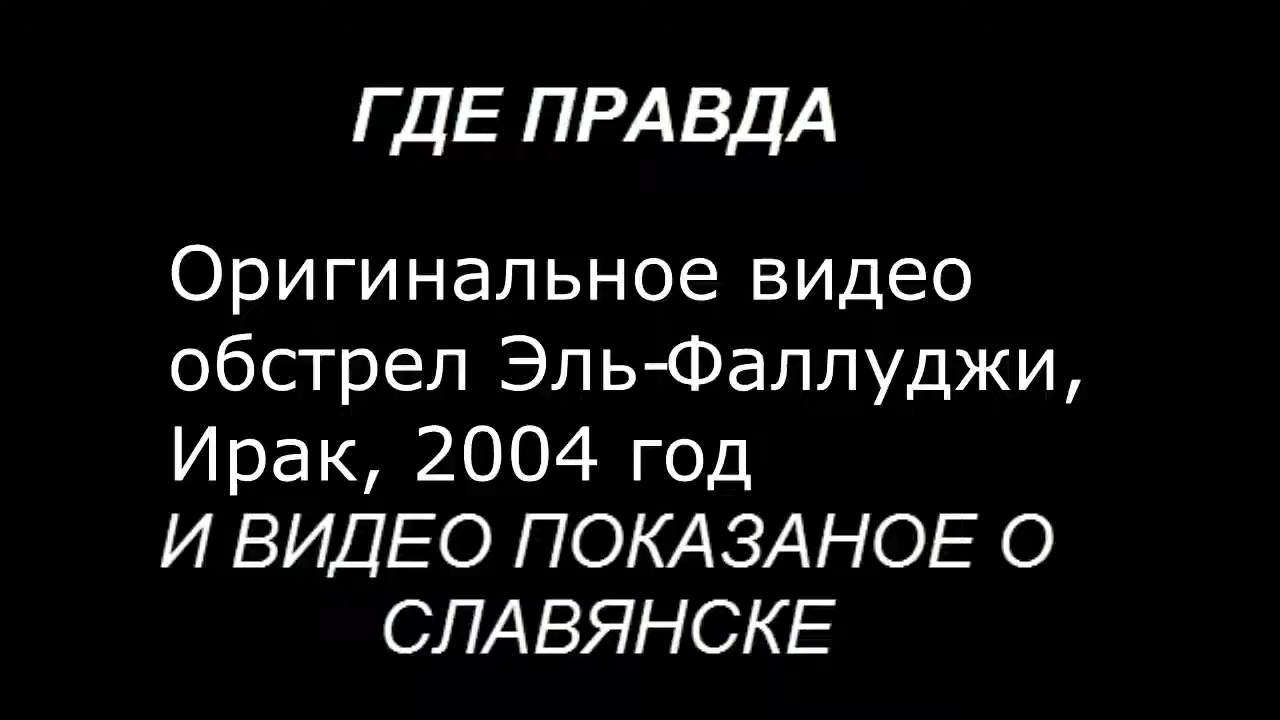 ГДЕ ПРАВДА
Оригинальное видео
обстрел Эль-Фаллуджи,
Ирак, 2004 год
И ВИДЕО ПОКАЗАНОЕ О
СЛАВЯНСКЕ